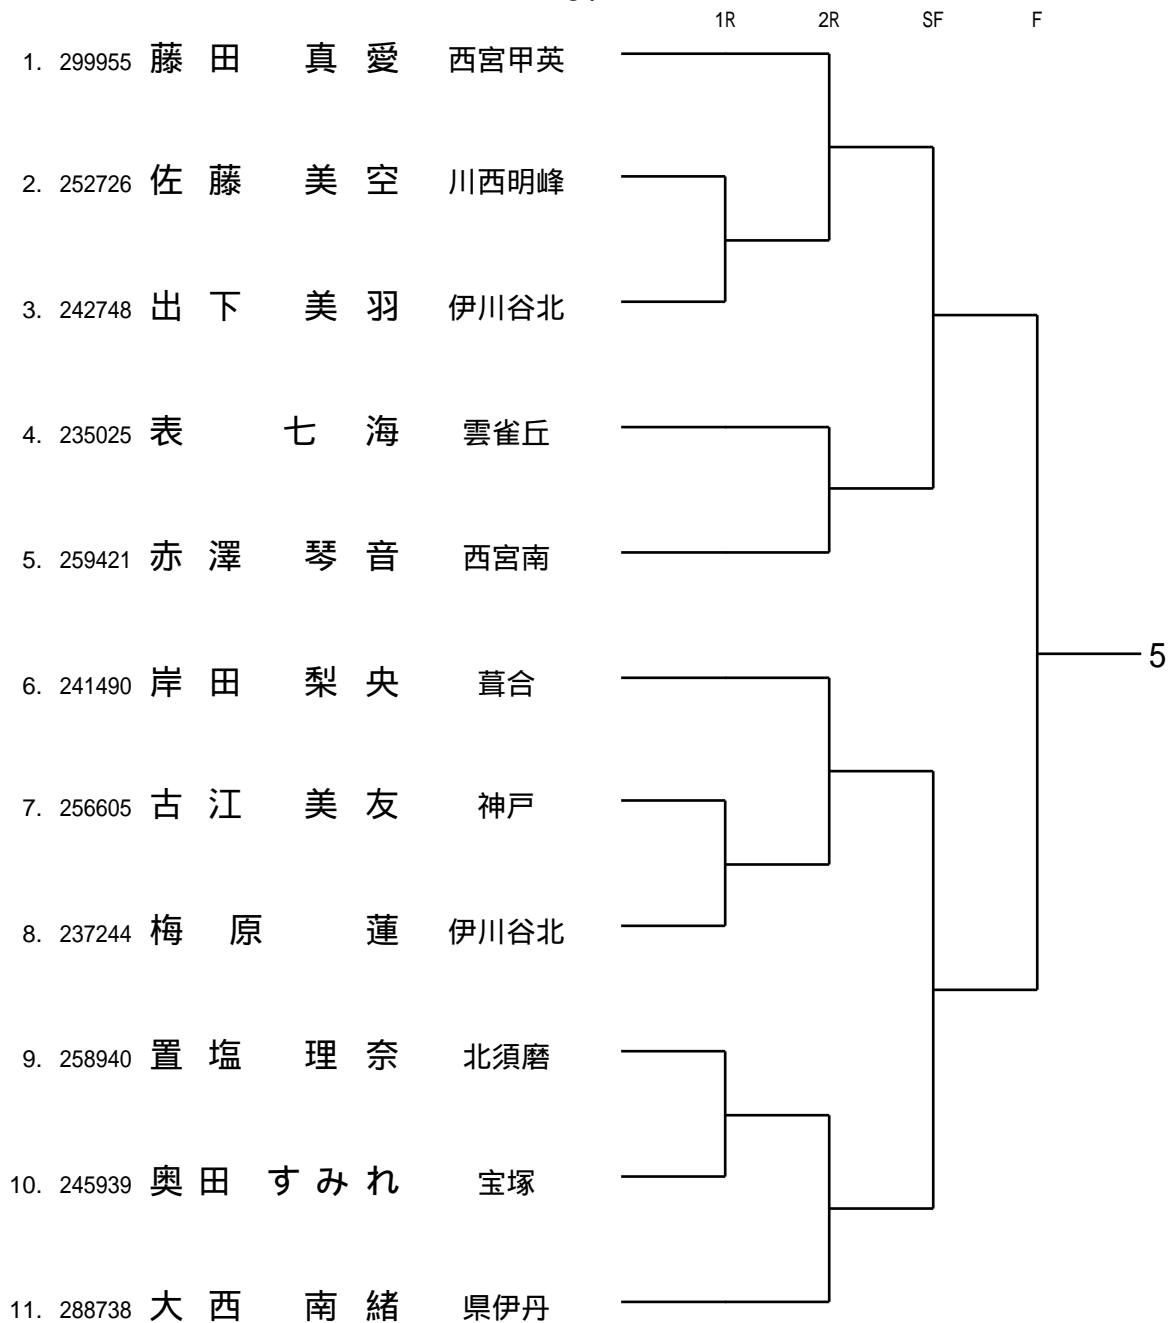 1R 2R SF F
1. 299955 藤田 真愛 西宮甲英
2. 252726 佐藤 美空 川西明峰
3. 242748 出下 美羽 伊川谷北
4. 235025 表 七海 雲雀丘
5. 259421 赤澤 琴音 西宮南
5
6. 241490 岸田 梨央 葺合
7. 256605 古江 美友 神戸
8. 237244 梅原 蓮 伊川谷北
9. 258940 置塩 理奈 北須磨
10. 245939 奥田 すみれ 宝塚
11. 288738 大西 南緒 県伊丹